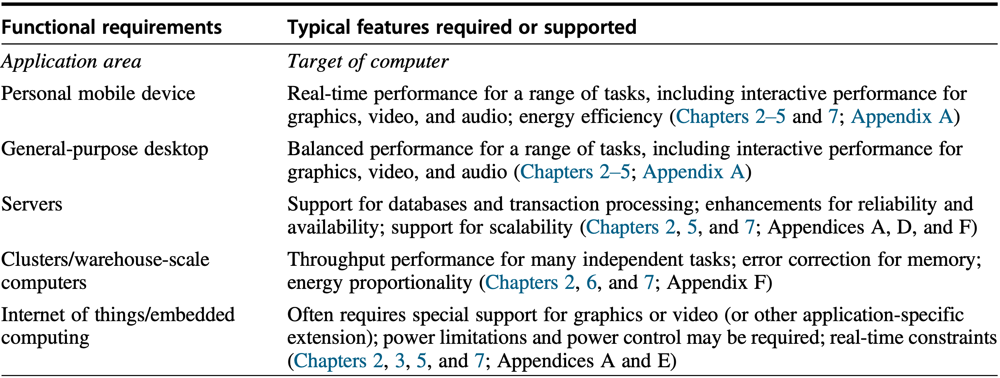 Functional requirements Typical features required or supported
Application area Target of computer
Personal mobile device Real-time performance for a range of tasks, including interactive performance for
graphics, video, and audio; energy efficiency (Chapters 2–5 and 7; Appendix A)
General-purpose desktop Balanced performance for a range of tasks, including interactive performance for
graphics, video, and audio (Chapters 2–5; Appendix A)
Servers Support for databases and transaction processing; enhancements for reliability and
availability; support for scalability (Chapters 2, 5, and 7; Appendices A, D, and F)
Clusters/warehouse-scale Throughput performance for many independent tasks; error correction for memory;
computers energy proportionality (Chapters 2, 6, and 7; Appendix F)
Internet of things/embedded Often requires special support for graphics or video (or other application-specific
computing extension); power limitations and power control may be required; real-time constraints
(Chapters 2, 3, 5, and 7; Appendices A and E)